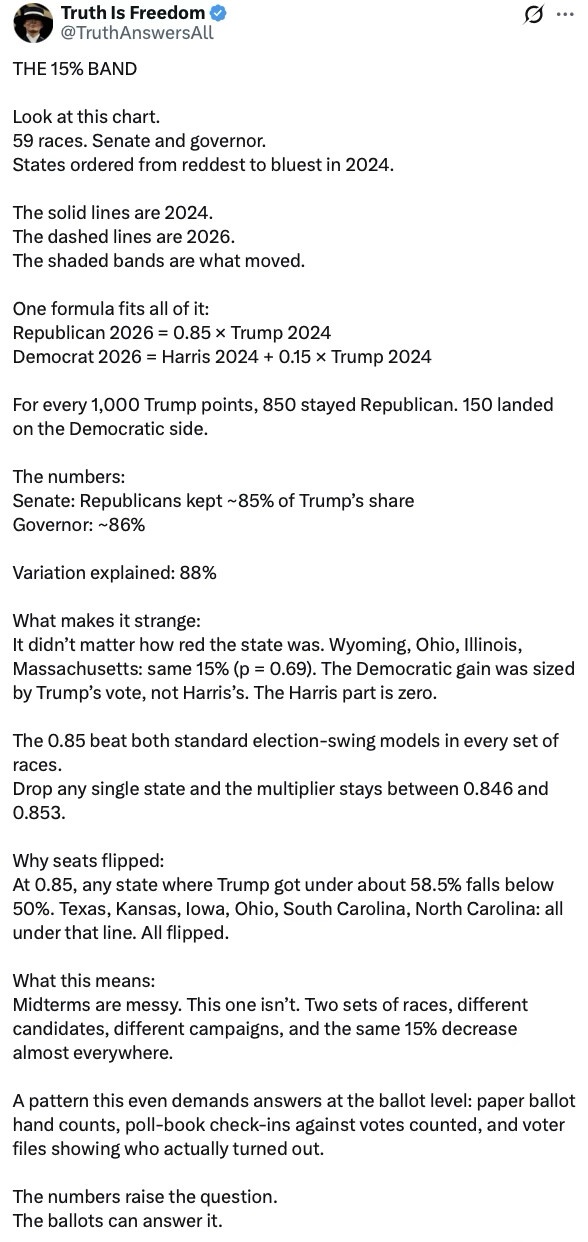 Truth Is Freedom
@TruthAnswersAll
THE 15% BAND
Look at this chart.
59 races. Senate and governor.
States ordered from reddest to bluest in 2024.
The solid lines are 2024.
The dashed lines are 2026.
The shaded bands are what moved.
One formula fits all of it:
Republican 2026 = 0.85 × Trump 2024
Democrat 2026 = Harris 2024 + 0.15 × Trump 2024
For every 1,000 Trump points, 850 stayed Republican. 150 landed
on the Democratic side.
The numbers:
Senate: Republicans kept ~85% of Trump’s share
Governor: ~86%
Variation explained: 88%
What makes it strange:
It didn’t matter how red the state was. Wyoming, Ohio, Illinois,
Massachusetts: same 15% (p = 0.69). The Democratic gain was sized
by Trump’s vote, not Harris’s. The Harris part is zero.
The 0.85 beat both standard election-swing models in every set of
races.
Drop any single state and the multiplier stays between 0.846 and
0.853.
Why seats flipped:
At 0.85, any state where Trump got under about 58.5% falls below
50%. Texas, Kansas, Iowa, Ohio, South Carolina, North Carolina: all
under that line. All flipped.
What this means:
Midterms are messy. This one isn’t. Two sets of races, different
candidates, different campaigns, and the same 15% decrease
almost everywhere.
A pattern this even demands answers at the ballot level: paper ballot
hand counts, poll-book check-ins against votes counted, and voter
files showing who actually turned out.
The numbers raise the question.
The ballots can answer it.